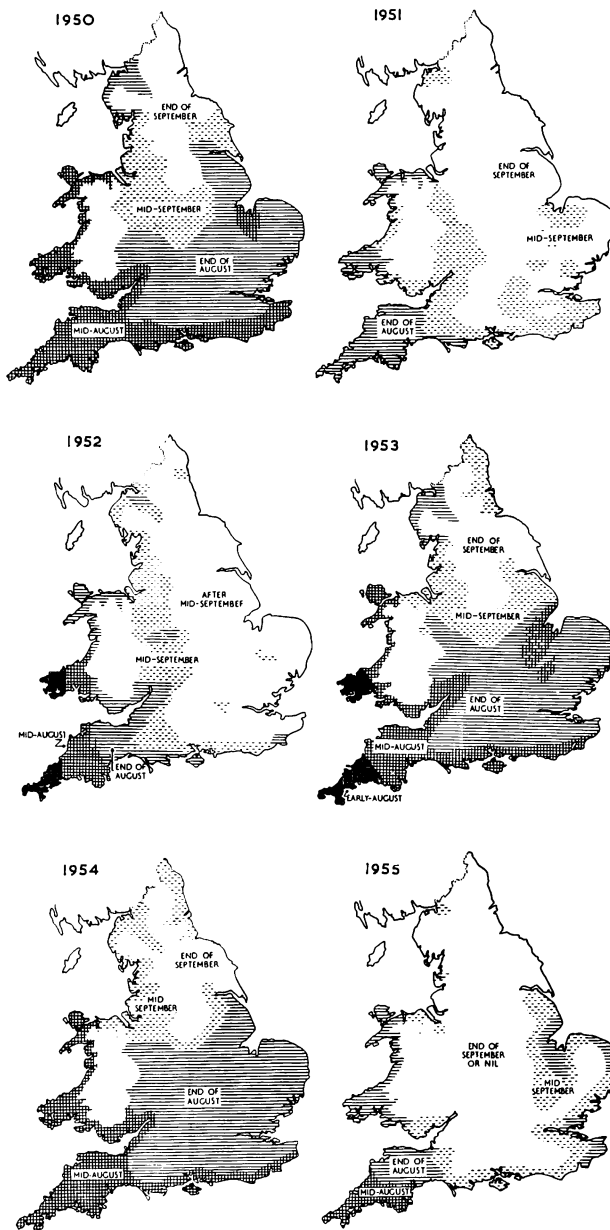 1950
END OF
SEPTEMBER
MID-SEPTEMBER
END OF
AUGUST
MID-AUGUST
1951
END OF
SEPTEMBER
MID-SEPTEMBER
END OF
AUGUST
1952
AFTER
MID-SEPTEMBEF
MID-SEPTEMBER
MID-AUGUST
END OF
AUGUST
1953
END OF
SEPTEMBER
MID-SEPTEMBER
END OF
AUGUST
MID-AUGUST
EARLY-AUGUST
1954
END OF
SEPTEMBER
MID
SEPTEMBER
END OF
AUGUST
MID-AUGUST
1955
END OF
SEPTEMBER
OR NIL
MID
SEPTEMBER
END OF
AUGUST
MID-AUGUST